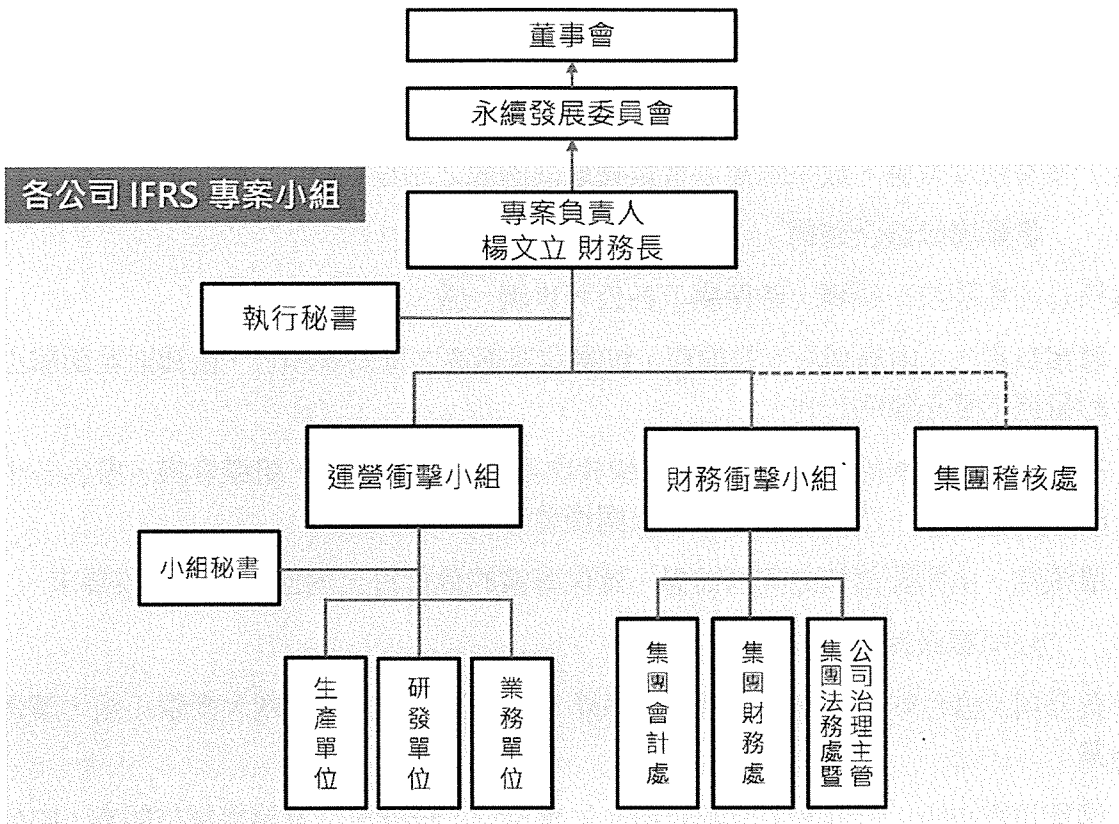 董事會
永續發展委員會
各公司 IFRS 專案小組
專案負責人
楊文立 財務長
執行秘書
運營衝擊小組
財務衝擊小組
集團稽核處
小組秘書
生產單位
研發單位
業務單位
集團會計處
集團財務處
公司治理主管
集團法務處暨